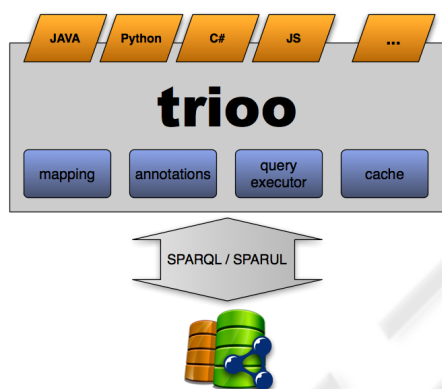 JAVA
Python
C#
JS
...
trioo
mapping
annotations
query
executor
cache
SPARQL / SPARUL